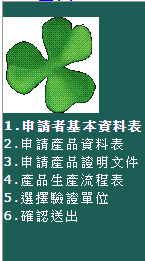 1.申請者基本資料表
2.申請產品資料表
3.申請產品證明文件
4.產品生產流程表
5.選擇驗證單位
6.確認送出